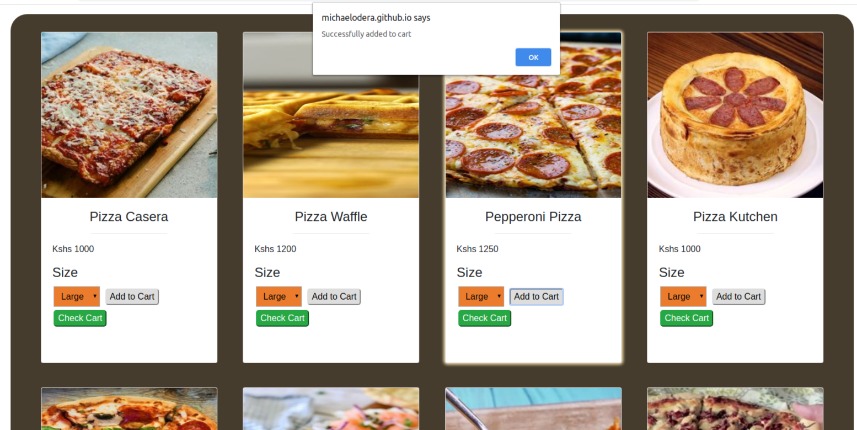 michaelodera.github.io says
Successfully added to cart
OK
Pizza Casera
Pizza Waffle
Pepperoni Pizza
Pizza Kutchen
Kshs 1000
Kshs 1200
Kshs 1250
Kshs 1000
Size
Size
Size
Size
Large Add to Cart
Large Add to Cart
Large Add to Cart
Large Add to Cart
Check Cart
Check Cart
Check Cart
Check Cart